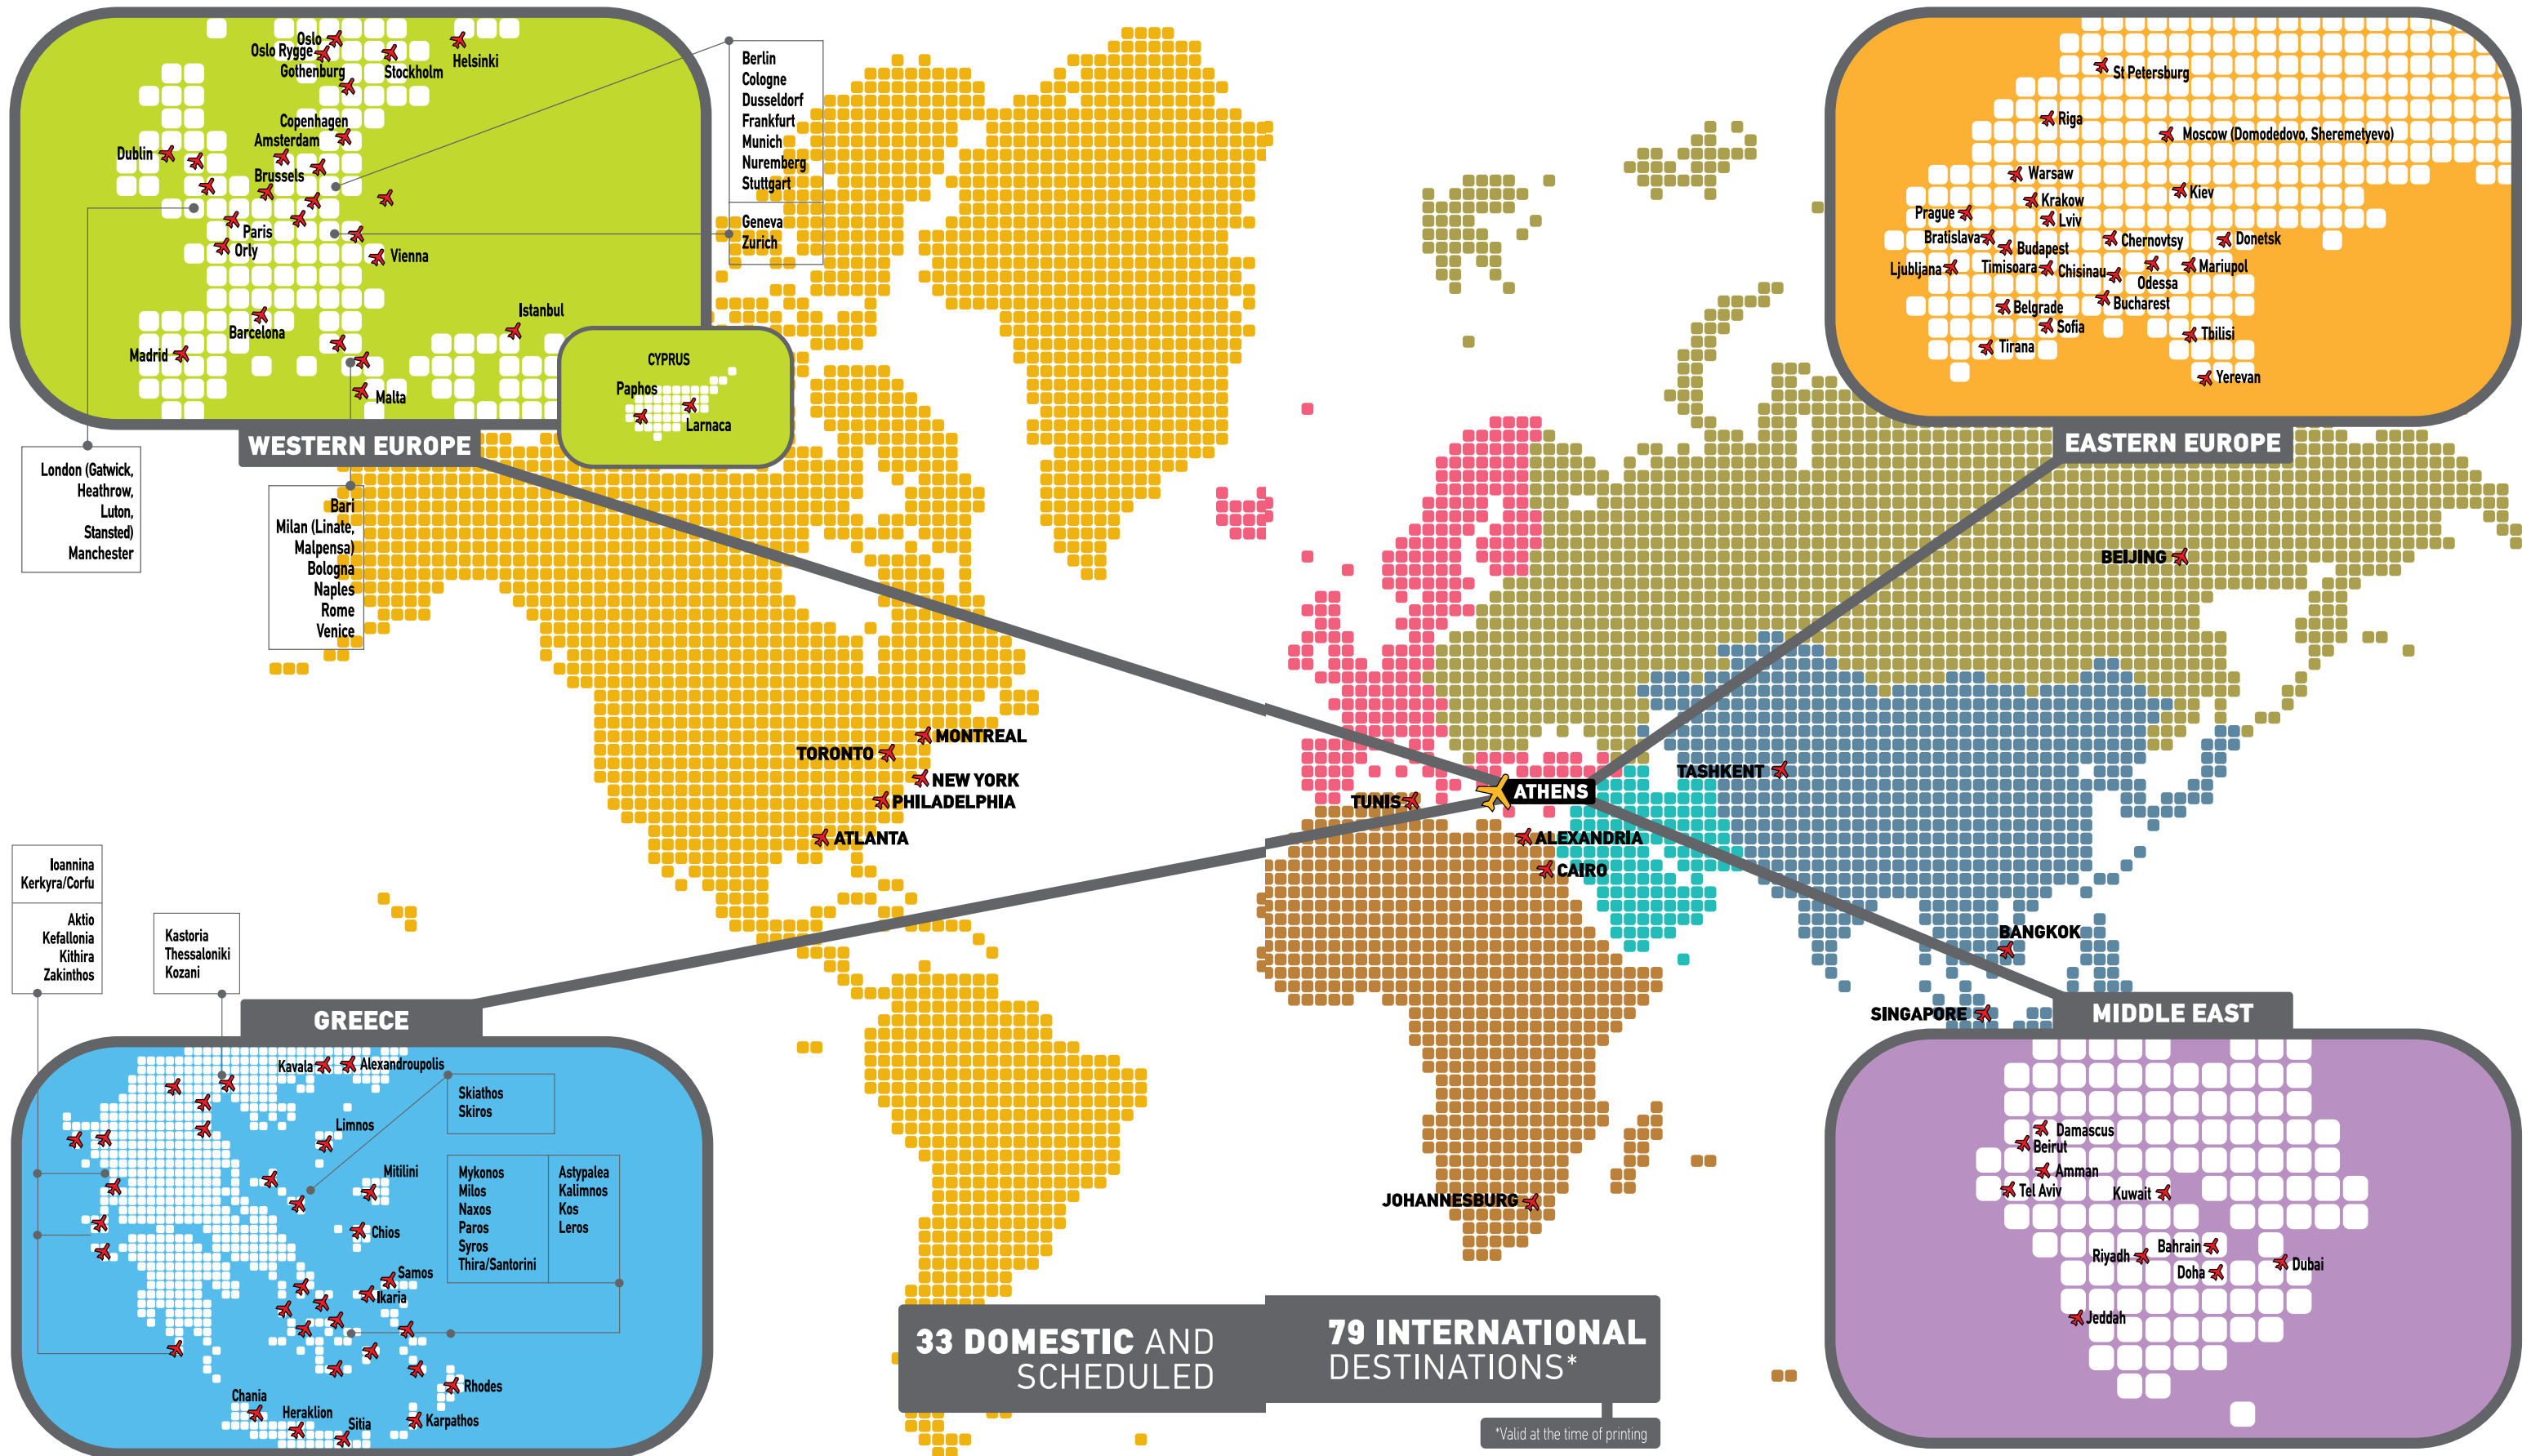 Oslo
Oslo Rygge
Gothenburg
Stockholm
Helsinki
Copenhagen
Amsterdam
Dublin
Brussels
Paris
Orly
Vienna
Barcelona
Madrid
Istanbul
Malta
WESTERN EUROPE
CYPRUS
Paphos
Larnaca
Berlin
Cologne
Dusseldorf
Frankfurt
Munich
Nuremberg
Stuttgart
Geneva
Zurich
London (Gatwick,
Heathrow,
Luton,
Stansted)
Manchester
Bari
Milan (Linate,
Malpensa)
Bologna
Naples
Rome
Venice
St Petersburg
Riga
Moscow (Domodedovo, Sheremetyevo)
Warsaw
Kiev
Krakow
Prague
Lviv
Bratislava
Budapest
Chernovtsy
Donetsk
Ljubljana
Timisoara
Chisinau
Mariupol
Odessa
Belgrade
Bucharest
Sofia
Tbilisi
Tirana
Yerevan
EASTERN EUROPE
BEIJING
MONTREAL
TORONTO
NEW YORK
PHILADELPHIA
ATLANTA
TASHKENT
ATHENS
TUNIS
ALEXANDRIA
CAIRO
BANGKOK
SINGAPORE
JOHANNESBURG
Ioannina
Kerkyra/Corfu
Aktio
Kefallonia
Kithira
Zakinthos
Kastoria
Thessaloniki
Kozani
GREECE
Kavala
Alexandroupolis
Skiathos
Skiros
Limnos
Mitilini
Mykonos
Milos
Naxos
Paros
Syros
Thira/Santorini
Astypalea
Kalimnos
Kos
Leros
Chios
Samos
Ikaria
Rhodes
Chania
Heraklion
Sitia
Karpathos
MIDDLE EAST
Damascus
Beirut
Amman
Tel Aviv
Kuwait
Bahrain
Riyadh
Dubai
Doha
Jeddah
33 DOMESTIC AND
SCHEDULED
79 INTERNATIONAL
DESTINATIONS*
*Valid at the time of printing